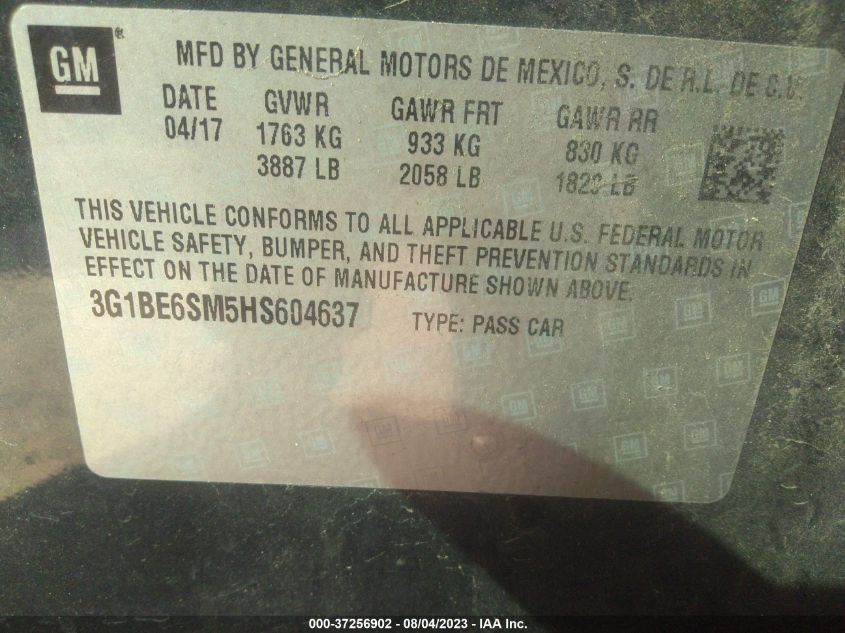 GM ®
MFD BY GENERAL MOTORS DE MEXICO, S. DE R.L. DE C.V.
DATE GVWR GAWR FRT GAWR RR
04/17 1763 KG 933 KG 830 KG
3887 LB 2058 LB 1829 LB
THIS VEHICLE CONFORMS TO ALL APPLICABLE U.S. FEDERAL MOTOR
VEHICLE SAFETY, BUMPER, AND THEFT PREVENTION STANDARDS IN
EFFECT ON THE DATE OF MANUFACTURE SHOWN ABOVE.
3G1BE6SM5HS604637 TYPE: PASS CAR
000-37256902 - 08/04/2023 - IAA Inc.